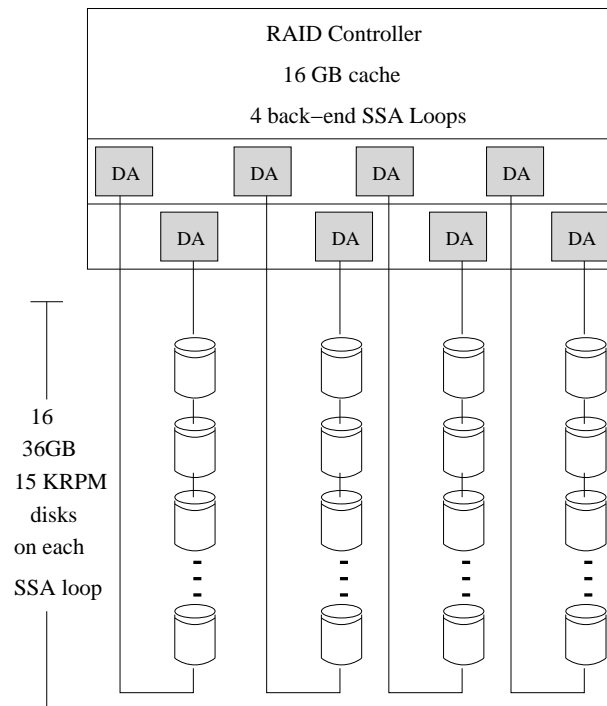 RAID Controller
16 GB cache
4 back−end SSA Loops
DA DA DA DA
DA DA DA DA
16
36GB
15 KRPM
disks
on each
SSA loop